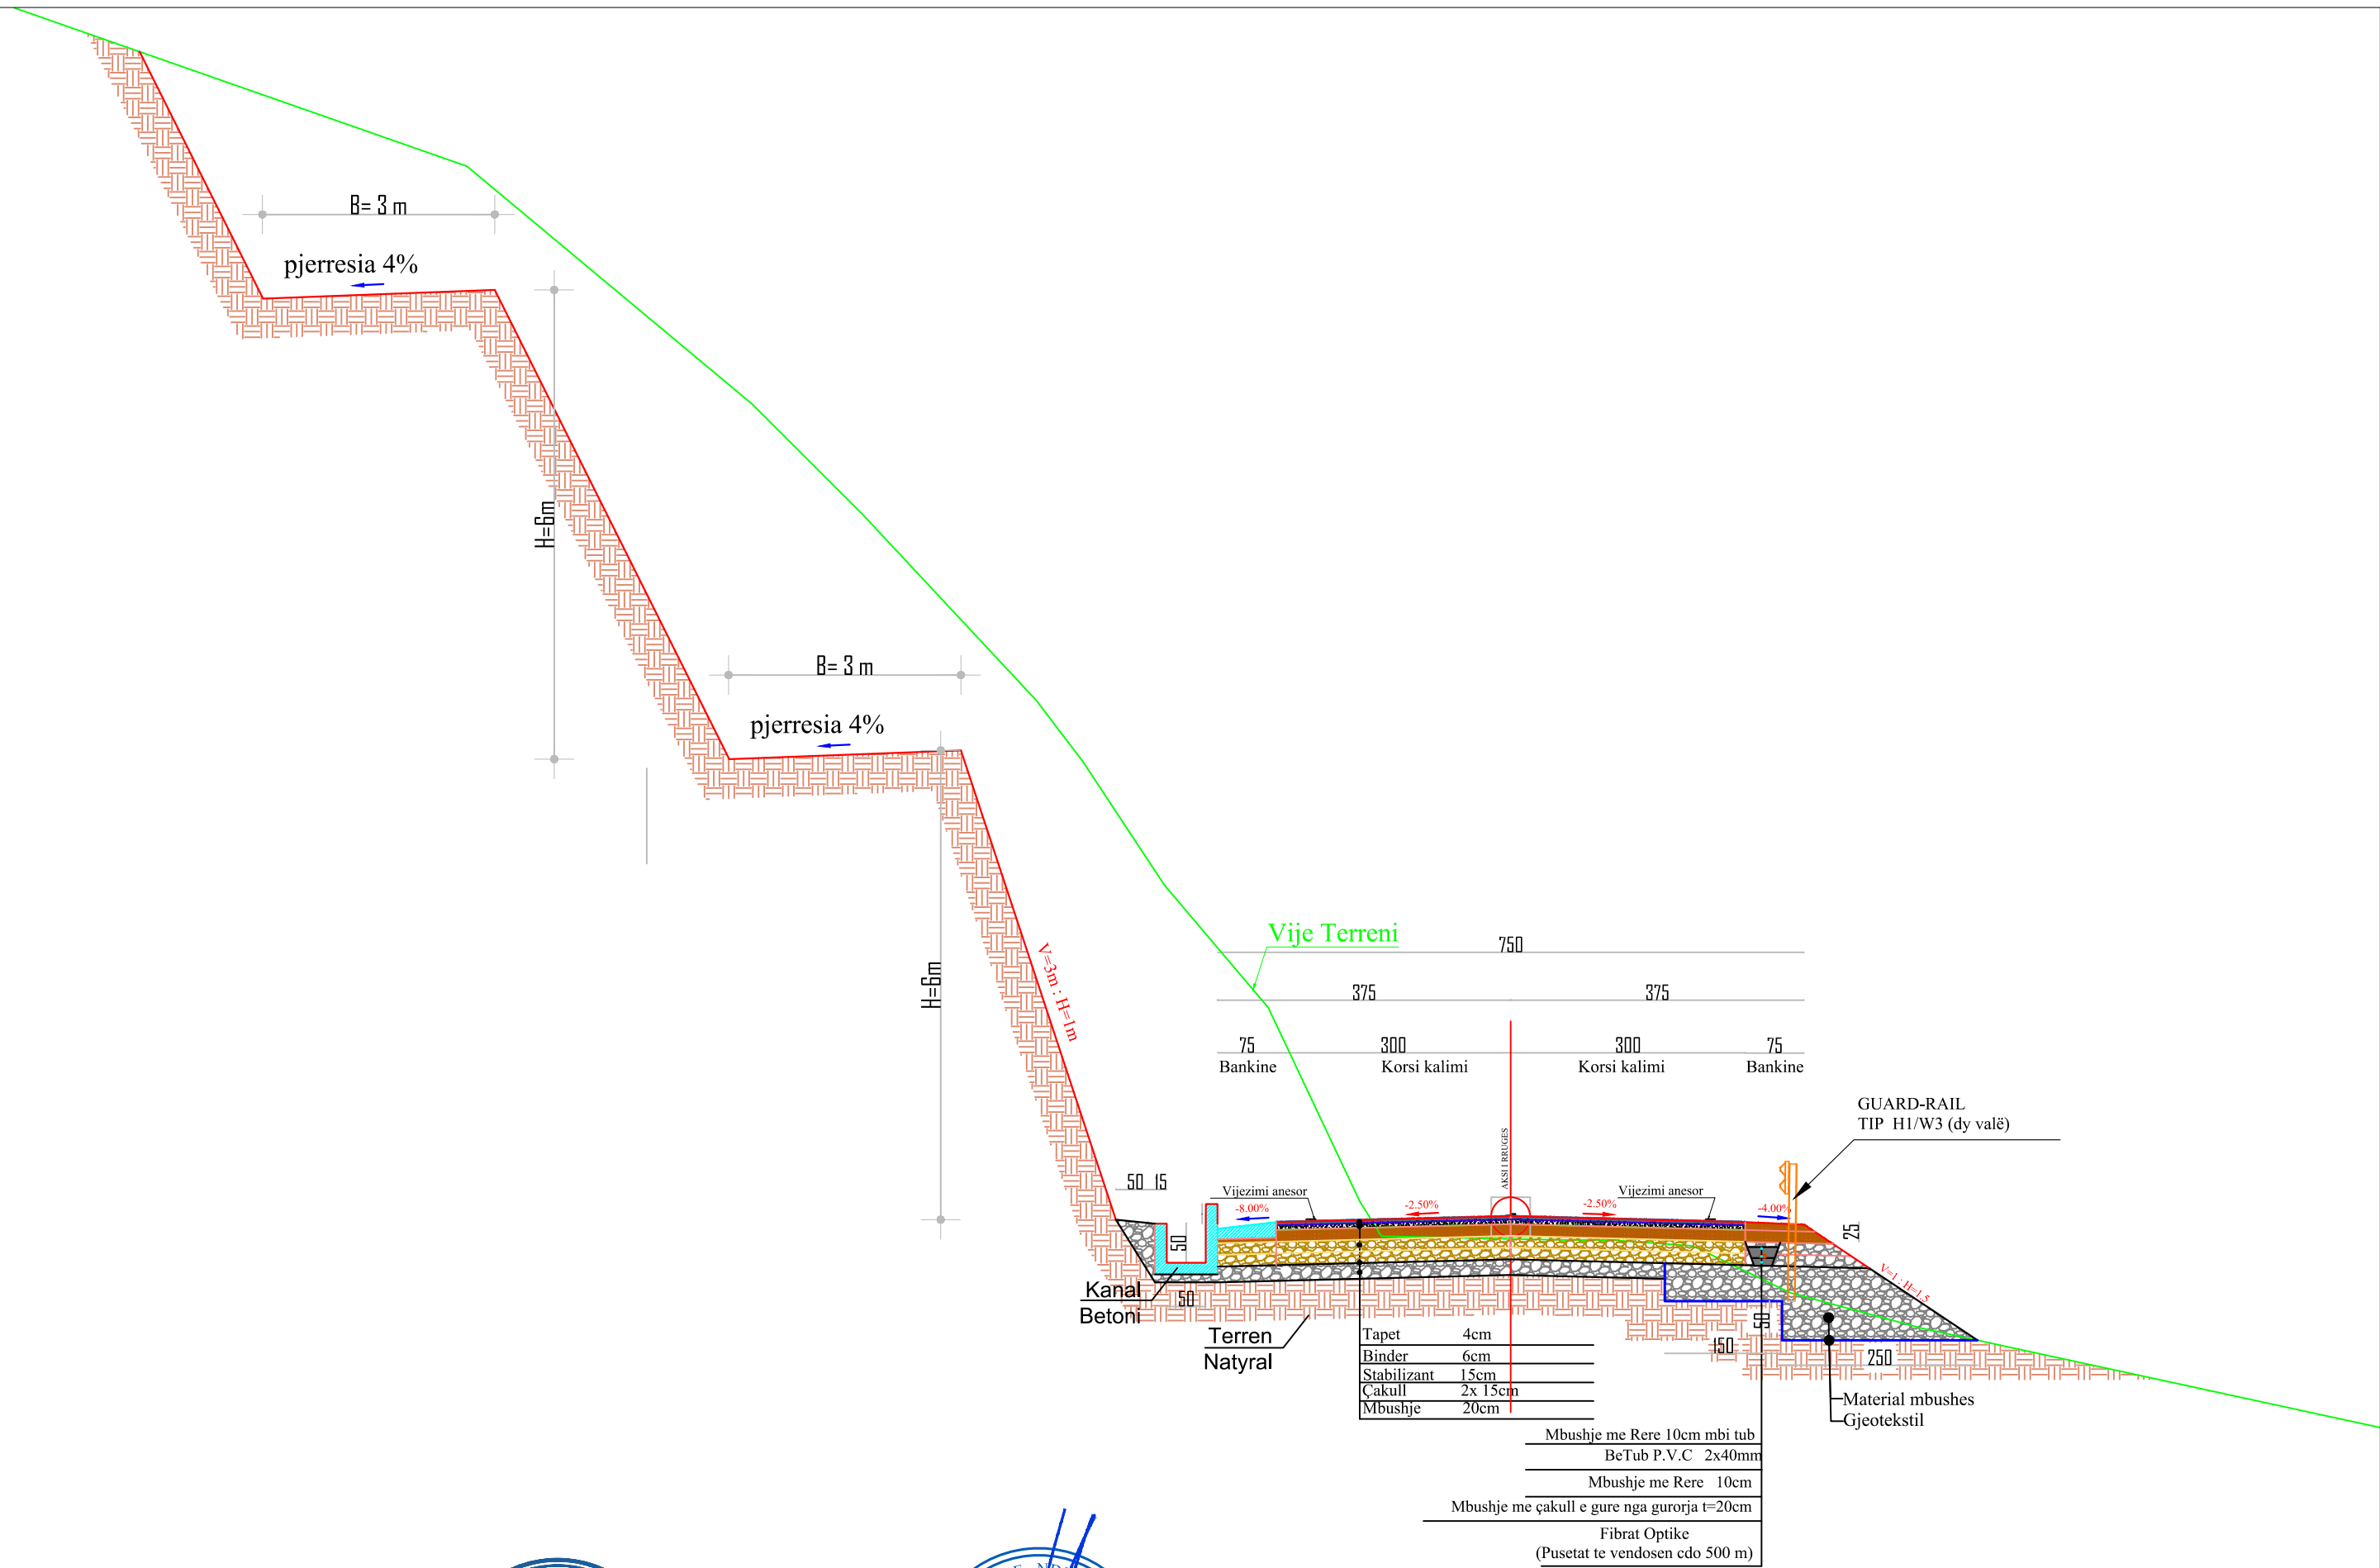 B= 3 m
pjerresia 4%
H=6m
B= 3 m
pjerresia 4%
H=6m
V=3m : H=1m
Vije Terreni
750
375 375
75 300 300 75
Bankine Korsi kalimi Korsi kalimi Bankine
GUARD-RAIL
TIP H1/W3 (dy valë)
AKSI I RRUGES
50 15
Vijezimi anesor Vijezimi anesor
-8.00% -2.50% -2.50% -4.00%
50
25
V=1 : H=1.5
Kanal
Betoni
50
Terren
Natyral
50
150
250
Tapet 4cm
Binder 6cm
Stabilizant 15cm
Çakull 2x 15cm
Mbushje 20cm
Material mbushes
Gjeotekstil
Mbushje me Rere 10cm mbi tub
BeTub P.V.C 2x40mm
Mbushje me Rere 10cm
Mbushje me çakull e gure nga gurorja t=20cm
Fibrat Optike
(Pusetat te vendosen cdo 500 m)